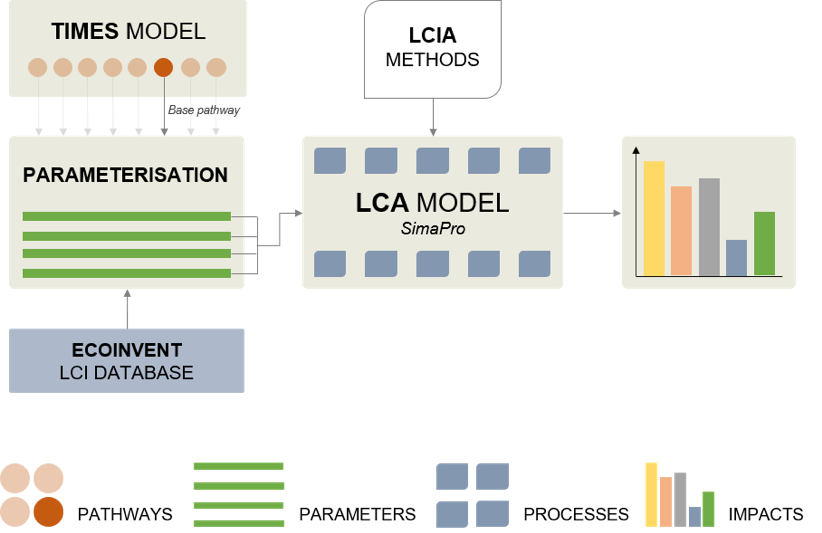 TIMES MODEL
Base pathway
LCIA
METHODS
PARAMETERISATION
LCA MODEL
SimaPro
ECOINVENT
LCI DATABASE
PATHWAYS
PARAMETERS
PROCESSES
IMPACTS